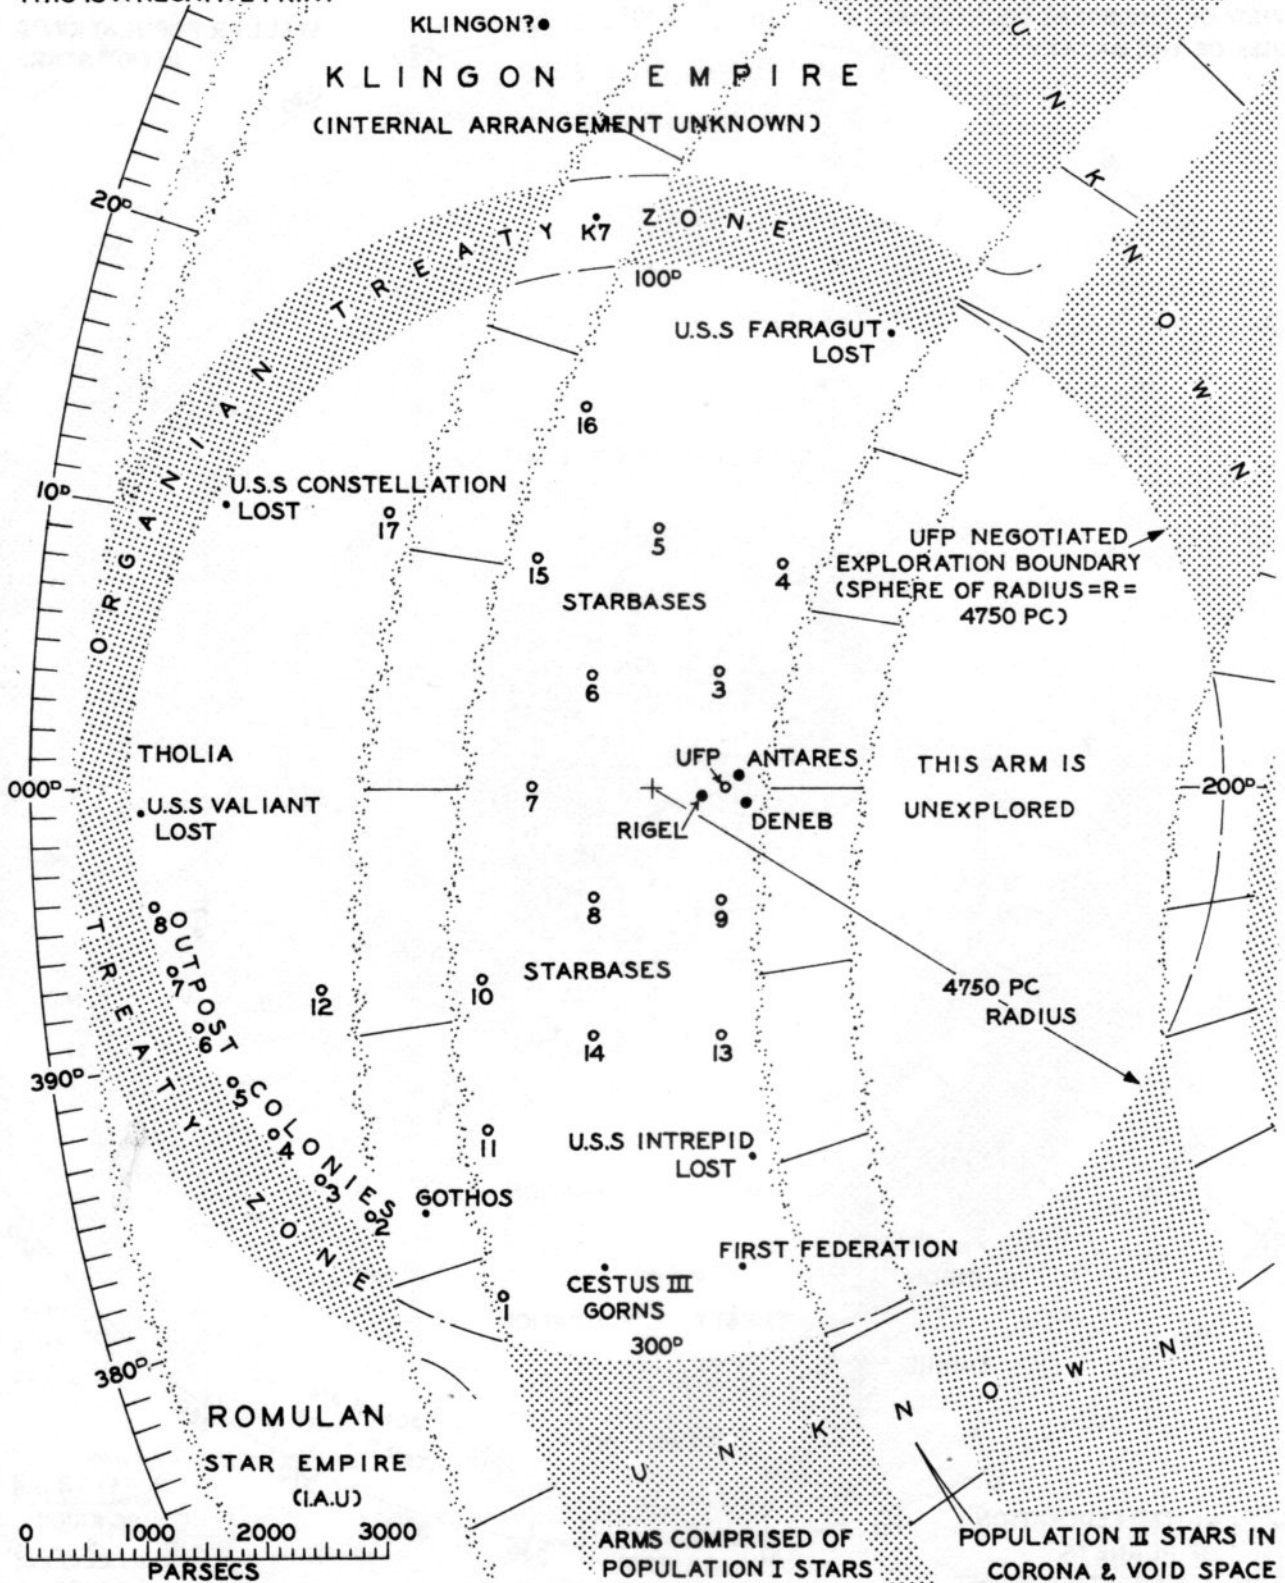 THIS IS A NEGATIVE PRINT
KLINGON?
KLINGON EMPIRE
(INTERNAL ARRANGEMENT UNKNOWN)
UNKNOWN
20D
ORGANIAN TREATY ZONE
K7
100D
U.S.S FARRAGUT
LOST
16
10D
U.S.S CONSTELLATION
LOST
17
5
15
4
UFP NEGOTIATED
EXPLORATION BOUNDARY
(SPHERE OF RADIUS=R=
4750 PC)
STARBASES
6
3
THOLIA
UFP
ANTARES
THIS ARM IS
UNEXPLORED
000D
7
200D
U.S.S VALIANT
LOST
RIGEL
DENEB
8
OUTPOST COLONIES
8
9
TREATY ZONE
7
STARBASES
12
10
4750 PC
RADIUS
6
14
13
390D
5
4
11
U.S.S INTREPID
LOST
3
2
GOTHOS
FIRST FEDERATION
CESTUS III
GORNS
1
300D
380D
UNKNOWN
ROMULAN
STAR EMPIRE
(I.A.U)
0 1000 2000 3000
PARSECS
ARMS COMPRISED OF
POPULATION I STARS
POPULATION II STARS IN
CORONA & VOID SPACE